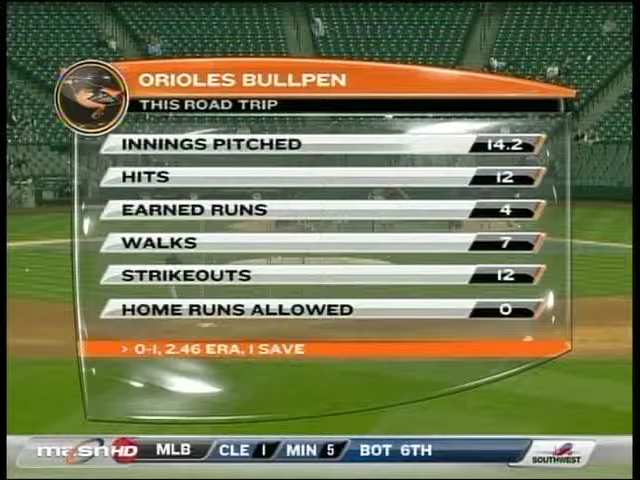 ORIOLES BULLPEN
THIS ROAD TRIP
INNINGS PITCHED 14.2
HITS 12
EARNED RUNS 4
WALKS 7
STRIKEOUTS 12
HOME RUNS ALLOWED 0
> 0-1, 2.46 ERA, 1 SAVE
masnHD MLB CLE 1 MIN 5 BOT 6TH SOUTHWEST